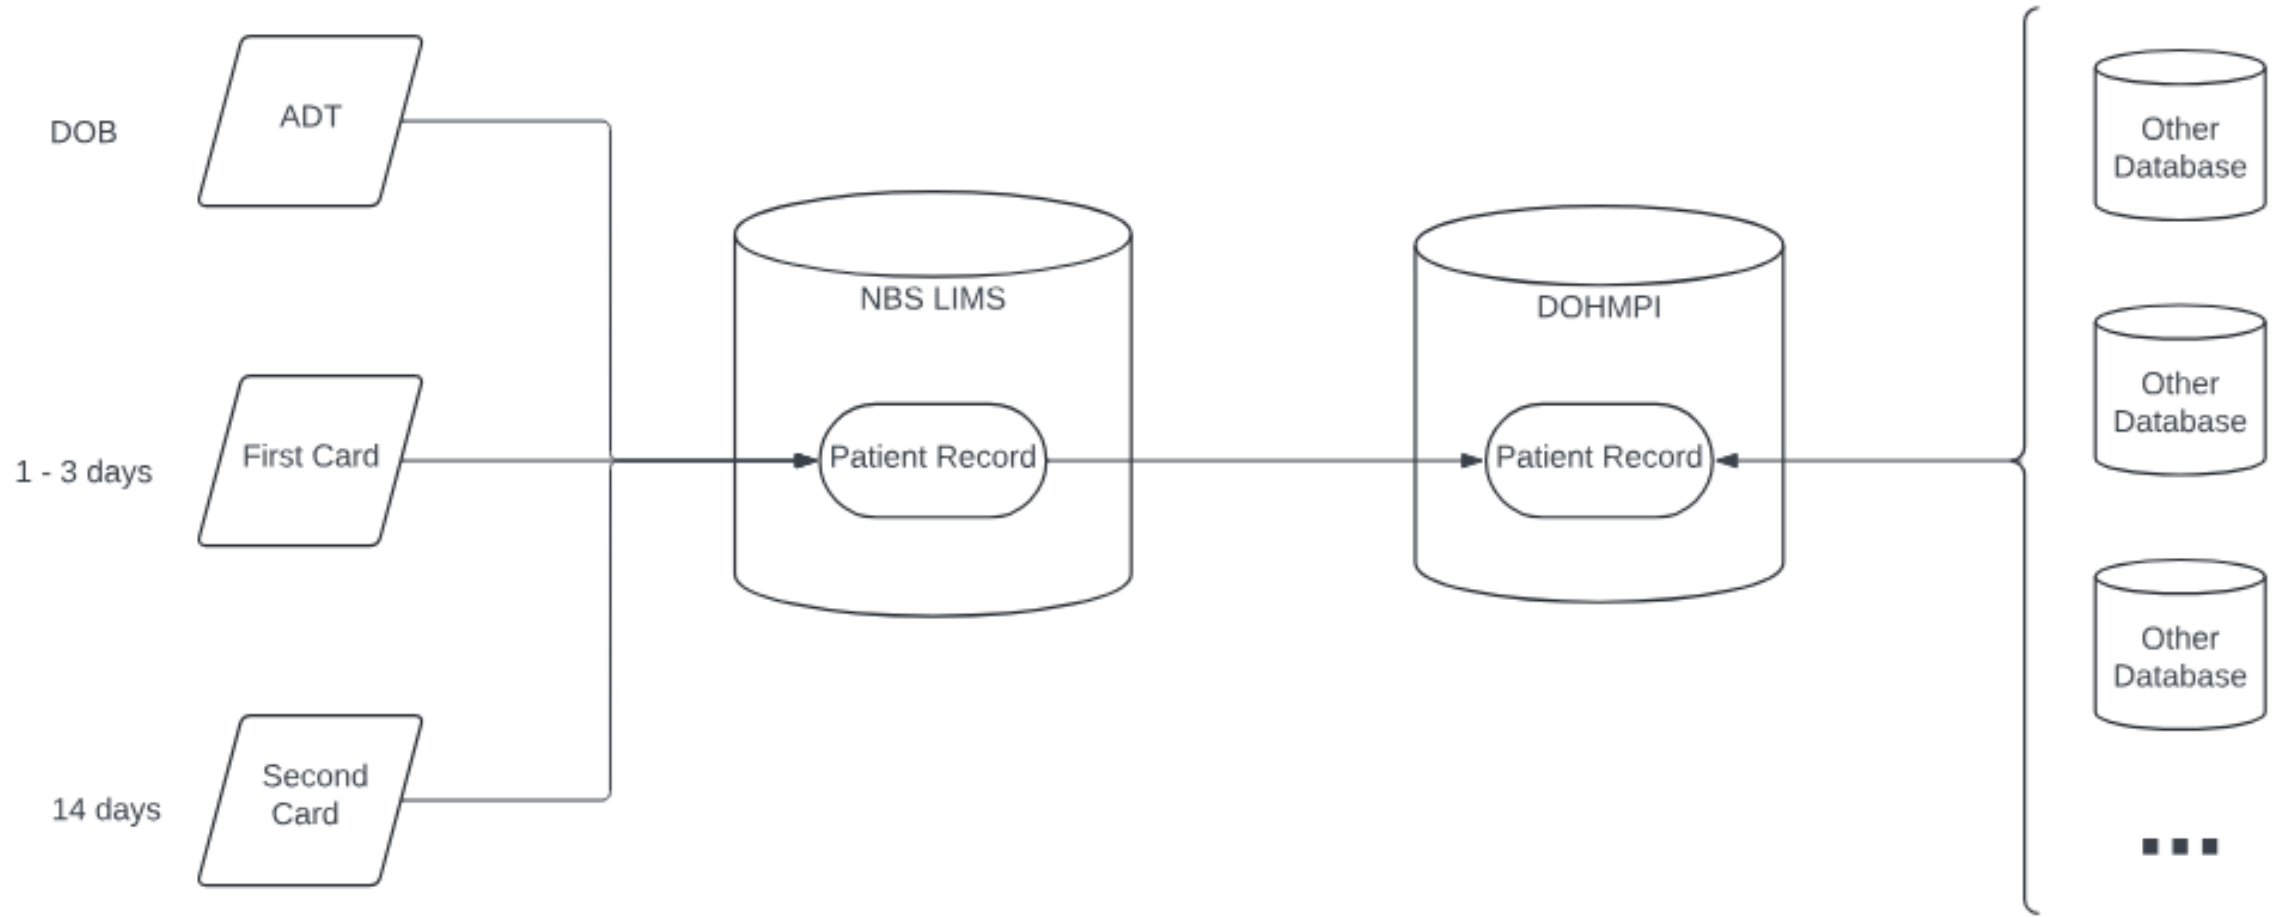 DOB
ADT
1 - 3 days
First Card
14 days
Second
Card
NBS LIMS
Patient Record
DOHMPI
Patient Record
Other
Database
Other
Database
Other
Database
...